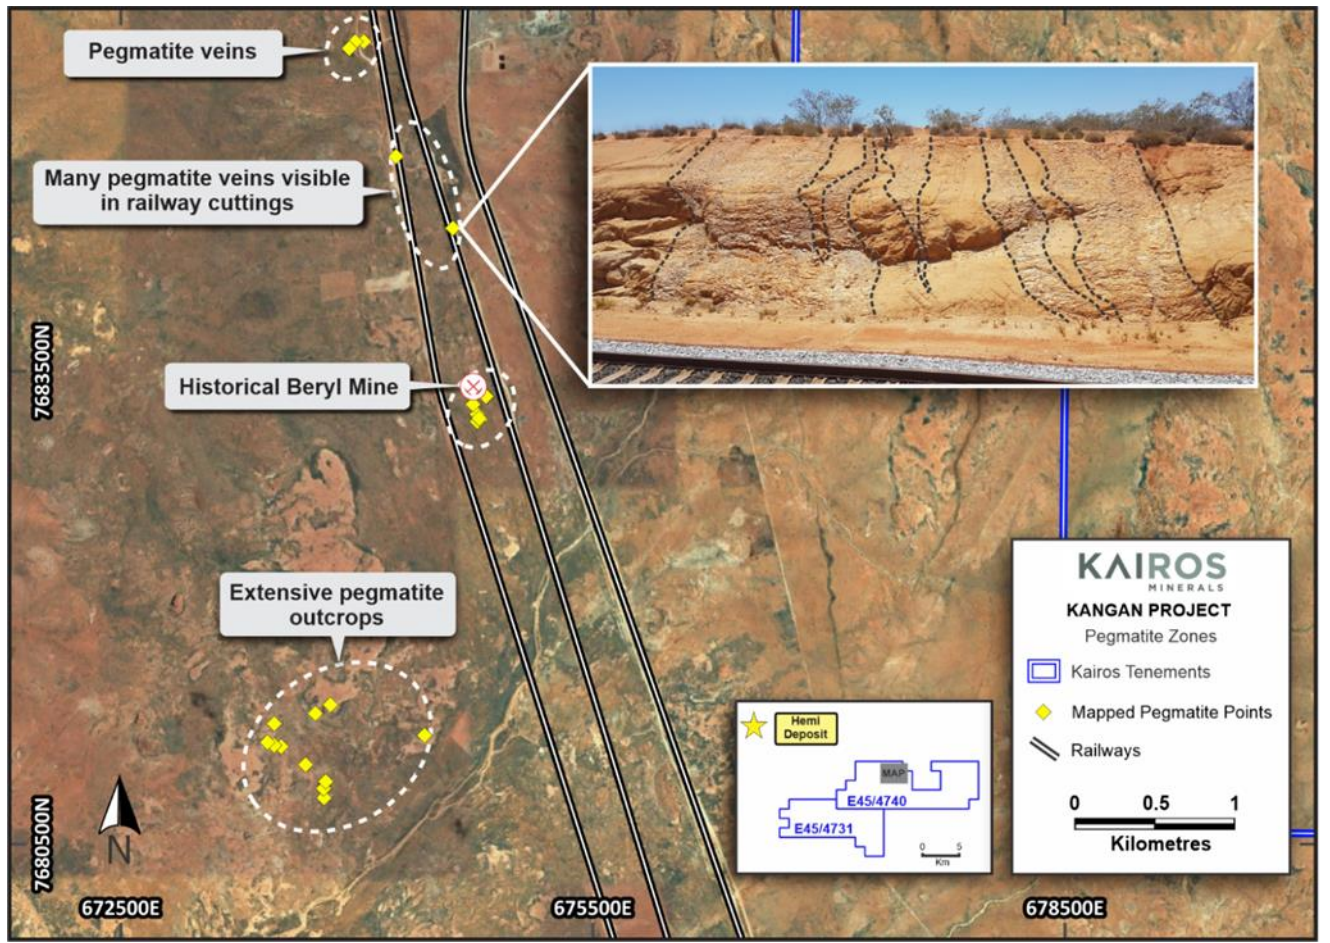 Pegmatite veins
Many pegmatite veins visible
in railway cuttings
7683500N
Historical Beryl Mine
Extensive pegmatite
outcrops
7680500N
N
672500E
675500E
678500E
Hemi
Deposit
MAP
E45/4740
E45/4731
0 5
Km
KAIROS
MINERALS
KANGAN PROJECT
Pegmatite Zones
Kairos Tenements
Mapped Pegmatite Points
Railways
0 0.5 1
Kilometres